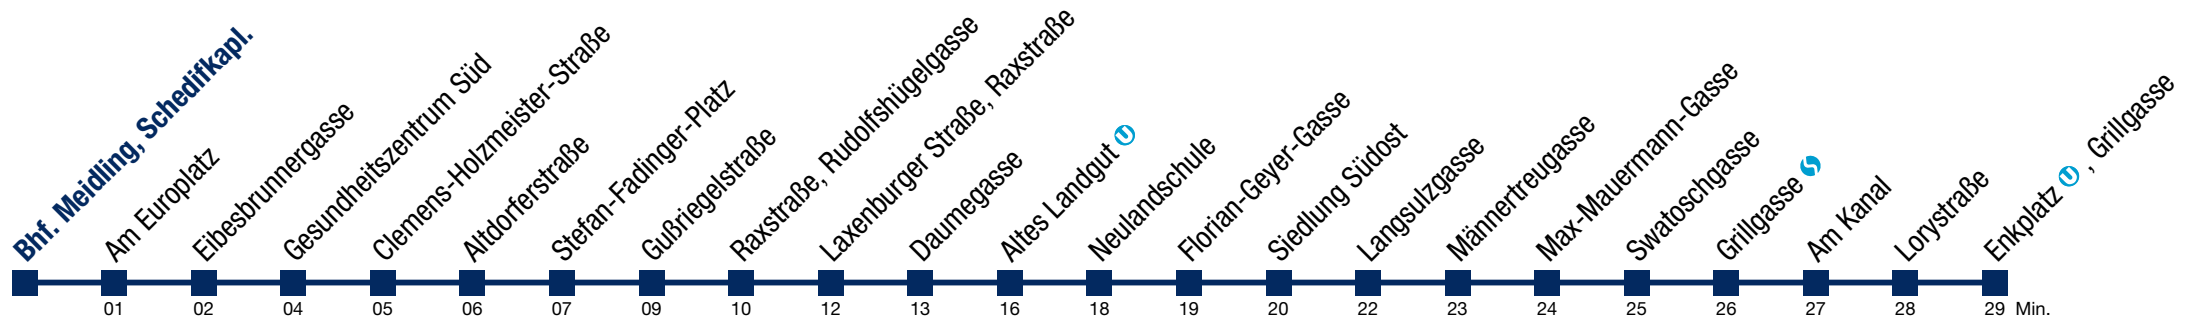 Bhf. Meidling, Schedifkapl.
Am Europlatz
Eibesbrunnergasse
Gesundheitszentrum Süd
Clemens-Holzmeister-Straße
Altdorferstraße
Stefan-Fadinger-Platz
Gußriegelstraße
Raxstraße, Rudolfshügelgasse
Laxenburger Straße, Raxstraße
Daumegasse
Altes Landgut U
Neulandschule
Florian-Geyer-Gasse
Siedlung Südost
Langsulzgasse
Männertreugasse
Max-Mauermann-Gasse
Swatoschgasse
Grillgasse S
Am Kanal
Lorystraße
Enkplatz U , Grillgasse
01 02 04 05 06 07 09 10 12 13 16 18 19 20 22 23 24 25 26 27 28 29 Min.